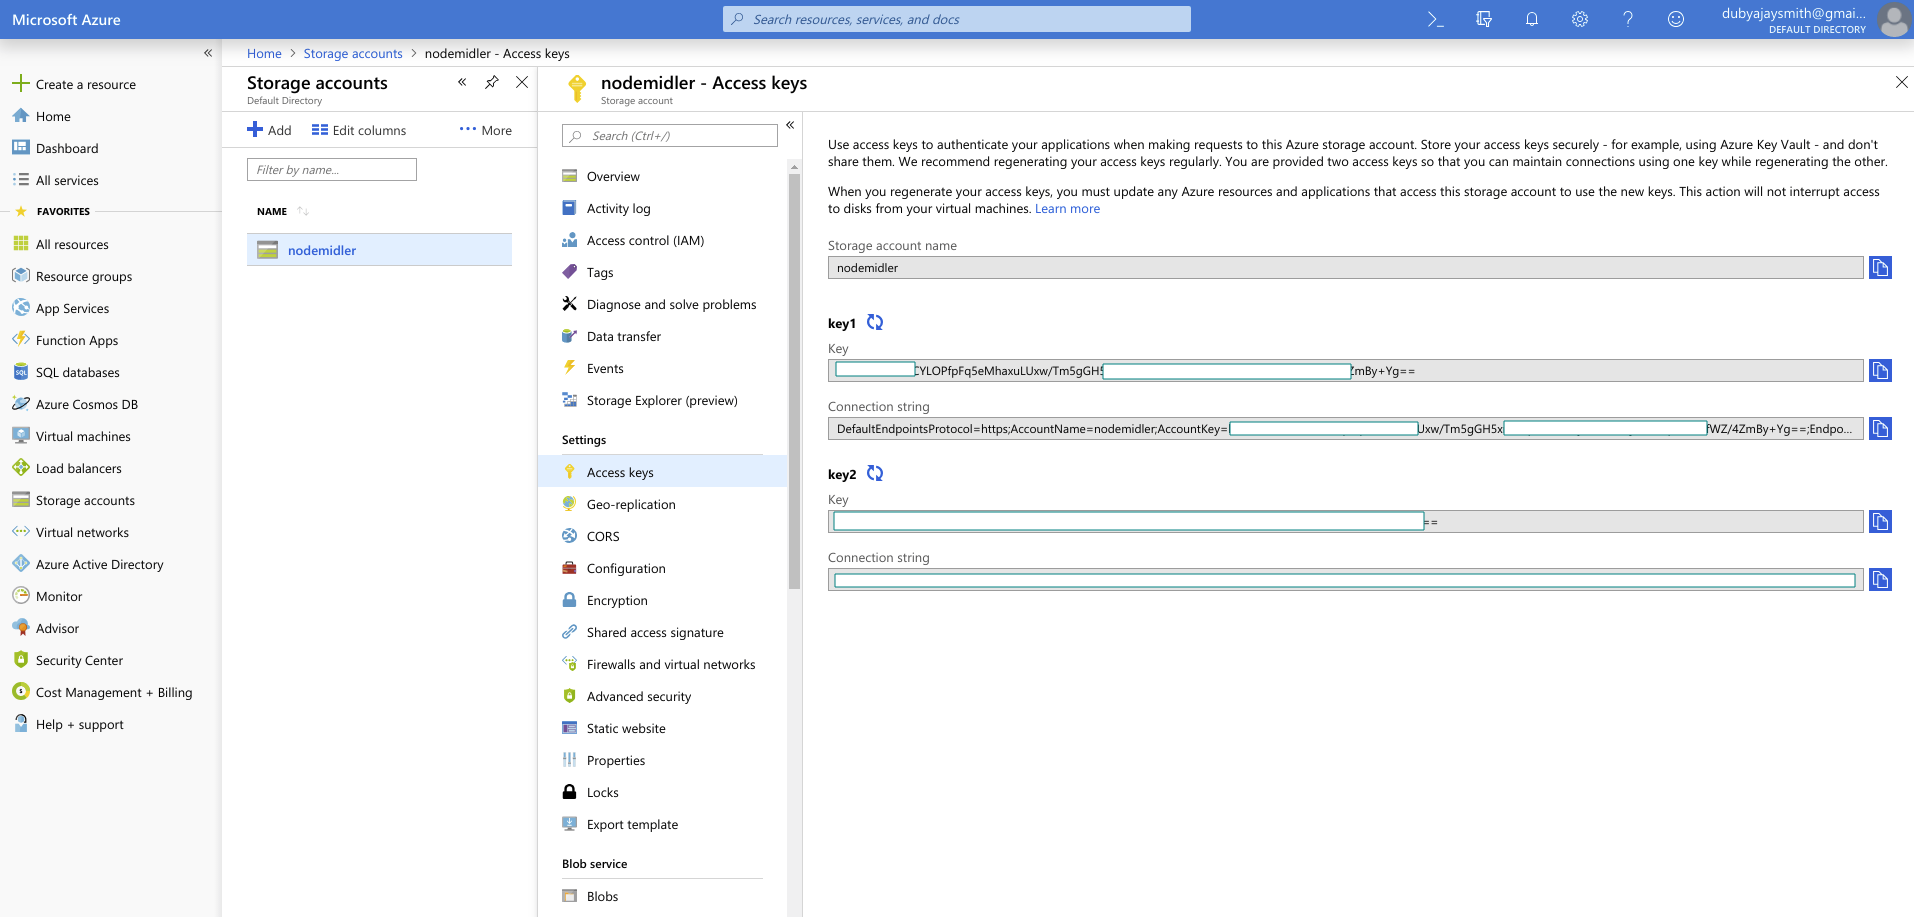 Microsoft Azure
Search resources, services, and docs
dubyajaysmith@gmai...
DEFAULT DIRECTORY
Create a resource
Home
Dashboard
All services
FAVORITES
All resources
Resource groups
App Services
Function Apps
SQL databases
Azure Cosmos DB
Virtual machines
Load balancers
Storage accounts
Virtual networks
Azure Active Directory
Monitor
Advisor
Security Center
Cost Management + Billing
Help + support
Home > Storage accounts > nodemidler - Access keys
Storage accounts
Default Directory
Add Edit columns More
Filter by name...
NAME
nodemidler
nodemidler - Access keys
Storage account
Search (Ctrl+/)
Overview
Activity log
Access control (IAM)
Tags
Diagnose and solve problems
Data transfer
Events
Storage Explorer (preview)
Settings
Access keys
Geo-replication
CORS
Configuration
Encryption
Shared access signature
Firewalls and virtual networks
Advanced security
Static website
Properties
Locks
Export template
Blob service
Blobs
Use access keys to authenticate your applications when making requests to this Azure storage account. Store your access keys securely - for example, using Azure Key Vault - and don't
share them. We recommend regenerating your access keys regularly. You are provided two access keys so that you can maintain connections using one key while regenerating the other.
When you regenerate your access keys, you must update any Azure resources and applications that access this storage account to use the new keys. This action will not interrupt access
to disks from your virtual machines. Learn more
Storage account name
nodemidler
key1
Key
CYLOPfpFq5eMhaxuLUxw/Tm5gGH5 ZmBy+Yg==
Connection string
DefaultEndpointsProtocol=https;AccountName=nodemidler;AccountKey= Uxw/Tm5gGH5x fWZ/4ZmBy+Yg==;Endpo...
key2
Key
==
Connection string